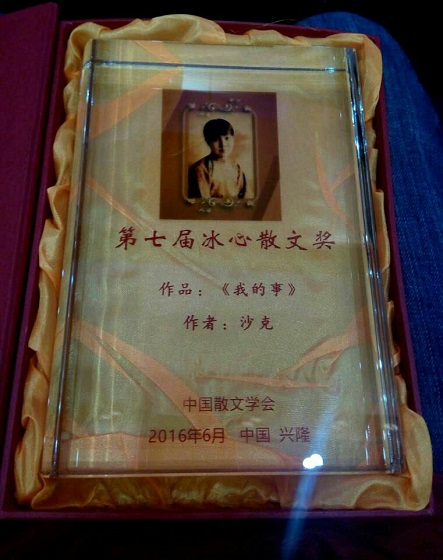 第七届冰心散文奖
作品：《我的事》
作者：沙克
中国散文学会
2016年6月 中国 兴隆